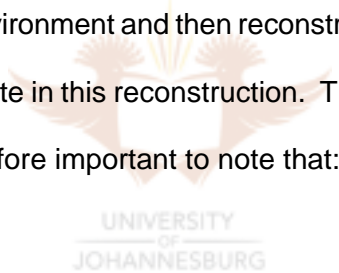 vironment and then reconstr
te in this reconstruction. T
fore important to note that:
UNIVERSITY
OF
JOHANNESBURG